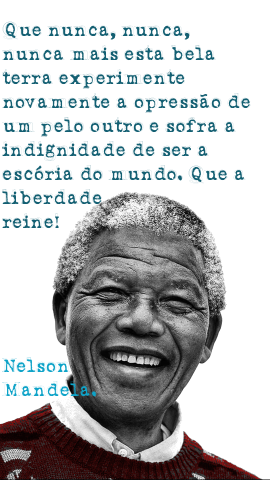 Que nunca, nunca,
nunca mais esta bela
terra experimente
novamente a opressão de
um pelo outro e sofra a
indignidade de ser a
escória do mundo. Que a
liberdade
reine!
Nelson
Mandela.